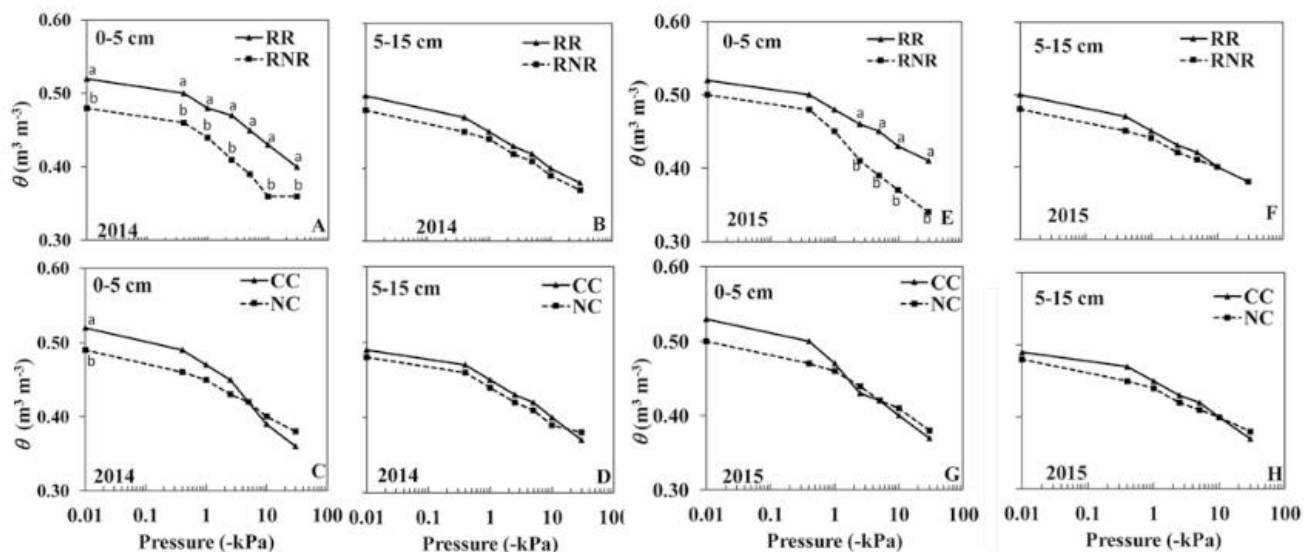 0.60
0.50
0.40
0.30
θ (m³ m⁻³)
0-5 cm
RR
RNR
a a a a a a a
b b b b b b
2014
A
5-15 cm
RR
RNR
2014
B
0.60
0.50
0.40
0.30
θ (m³ m⁻³)
0-5 cm
RR
RNR
a a a a
b b b b
2015
E
5-15 cm
RR
RNR
2015
F
0.60
0.50
0.40
0.30
θ (m³ m⁻³)
0-5 cm
CC
NC
a
b
2014
C
0.01 0.1 1 10 100
Pressure (-kPa)
5-15 cm
CC
NC
2014
D
0.01 0.1 1 10 100
Pressure (-kPa)
0.60
0.50
0.40
0.30
θ (m³ m⁻³)
0-5 cm
CC
NC
2015
G
0.01 0.1 1 10 100
Pressure (-kPa)
5-15 cm
CC
NC
2015
H
0.01 0.1 1 10 100
Pressure (-kPa)